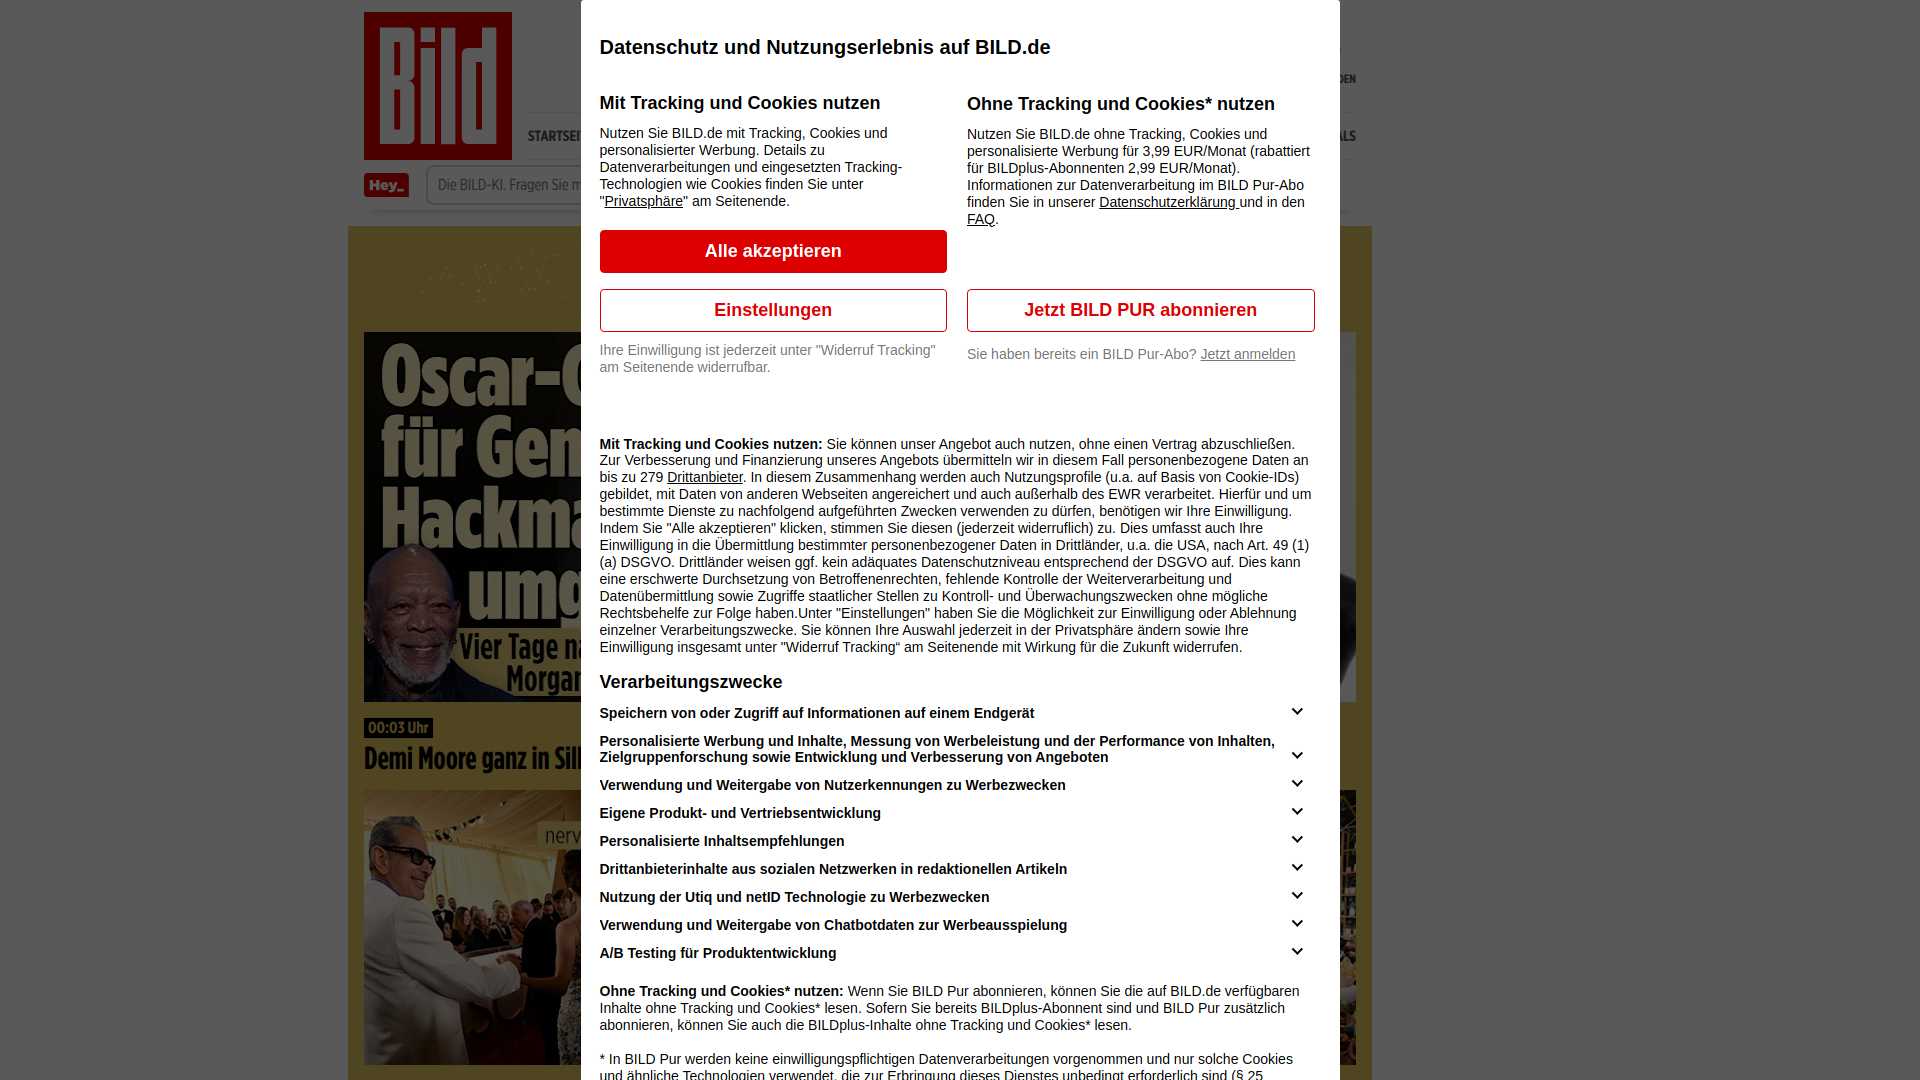 Bild
Datenschutz und Nutzungserlebnis auf BILD.de
Mit Tracking und Cookies nutzen
Nutzen Sie BILD.de mit Tracking, Cookies und
personalisierter Werbung. Details zu
Datenverarbeitungen und eingesetzten Tracking-
Technologien wie Cookies finden Sie unter
"Privatsphäre" am Seitenende.
Alle akzeptieren
Einstellungen
Ihre Einwilligung ist jederzeit unter "Widerruf Tracking"
am Seitenende widerrufbar.
Ohne Tracking und Cookies* nutzen
Nutzen Sie BILD.de ohne Tracking, Cookies und
personalisierte Werbung für 3,99 EUR/Monat (rabattiert
für BILDplus-Abonnenten 2,99 EUR/Monat).
Informationen zur Datenverarbeitung im BILD Pur-Abo
finden Sie in unserer Datenschutzerklärung und in den
FAQ.
Jetzt BILD PUR abonnieren
Sie haben bereits ein BILD Pur-Abo? Jetzt anmelden
Mit Tracking und Cookies nutzen: Sie können unser Angebot auch nutzen, ohne einen Vertrag abzuschließen.
Zur Verbesserung und Finanzierung unseres Angebots übermitteln wir in diesem Fall personenbezogene Daten an
bis zu 279 Drittanbieter. In diesem Zusammenhang werden auch Nutzungsprofile (u.a. auf Basis von Cookie-IDs)
gebildet, mit Daten von anderen Webseiten angereichert und auch außerhalb des EWR verarbeitet. Hierfür und um
bestimmte Dienste zu nachfolgend aufgeführten Zwecken verwenden zu dürfen, benötigen wir Ihre Einwilligung.
Indem Sie "Alle akzeptieren" klicken, stimmen Sie diesen (jederzeit widerruflich) zu. Dies umfasst auch Ihre
Einwilligung in die Übermittlung bestimmter personenbezogener Daten in Drittländer, u.a. die USA, nach Art. 49 (1)
(a) DSGVO. Drittländer weisen ggf. kein adäquates Datenschutzniveau entsprechend der DSGVO auf. Dies kann
eine erschwerte Durchsetzung von Betroffenenrechten, fehlende Kontrolle der Weiterverarbeitung und
Datenübermittlung sowie Zugriffe staatlicher Stellen zu Kontroll- und Überwachungszwecken ohne mögliche
Rechtsbehelfe zur Folge haben.Unter "Einstellungen" haben Sie die Möglichkeit zur Einwilligung oder Ablehnung
einzelner Verarbeitungszwecke. Sie können Ihre Auswahl jederzeit in der Privatsphäre ändern sowie Ihre
Einwilligung insgesamt unter "Widerruf Tracking“ am Seitenende mit Wirkung für die Zukunft widerrufen.
Verarbeitungszwecke
Speichern von oder Zugriff auf Informationen auf einem Endgerät
Personalisierte Werbung und Inhalte, Messung von Werbeleistung und der Performance von Inhalten,
Zielgruppenforschung sowie Entwicklung und Verbesserung von Angeboten
Verwendung und Weitergabe von Nutzerkennungen zu Werbezwecken
Eigene Produkt- und Vertriebsentwicklung
Personalisierte Inhaltsempfehlungen
Drittanbieterinhalte aus sozialen Netzwerken in redaktionellen Artikeln
Nutzung der Utiq und netID Technologie zu Werbezwecken
Verwendung und Weitergabe von Chatbotdaten zur Werbeausspielung
A/B Testing für Produktentwicklung
Ohne Tracking und Cookies* nutzen: Wenn Sie BILD Pur abonnieren, können Sie die auf BILD.de verfügbaren
Inhalte ohne Tracking und Cookies* lesen. Sofern Sie bereits BILDplus-Abonnent sind und BILD Pur zusätzlich
abonnieren, können Sie auch die BILDplus-Inhalte ohne Tracking und Cookies* lesen.
* In BILD Pur werden keine einwilligungspflichtigen Datenverarbeitungen vorgenommen und nur solche Cookies
und ähnliche Technologien verwendet, die zur Erbringung dieses Dienstes unbedingt erforderlich sind (§ 25
STARTSEI
DEN
ALS
Hey_
Die BILD-KI. Fragen Sie m
Oscar-
für Gen
Hackma
umg
Vier Tage na
Morgan
00:03 Uhr
Demi Moore ganz in Sil
nerv